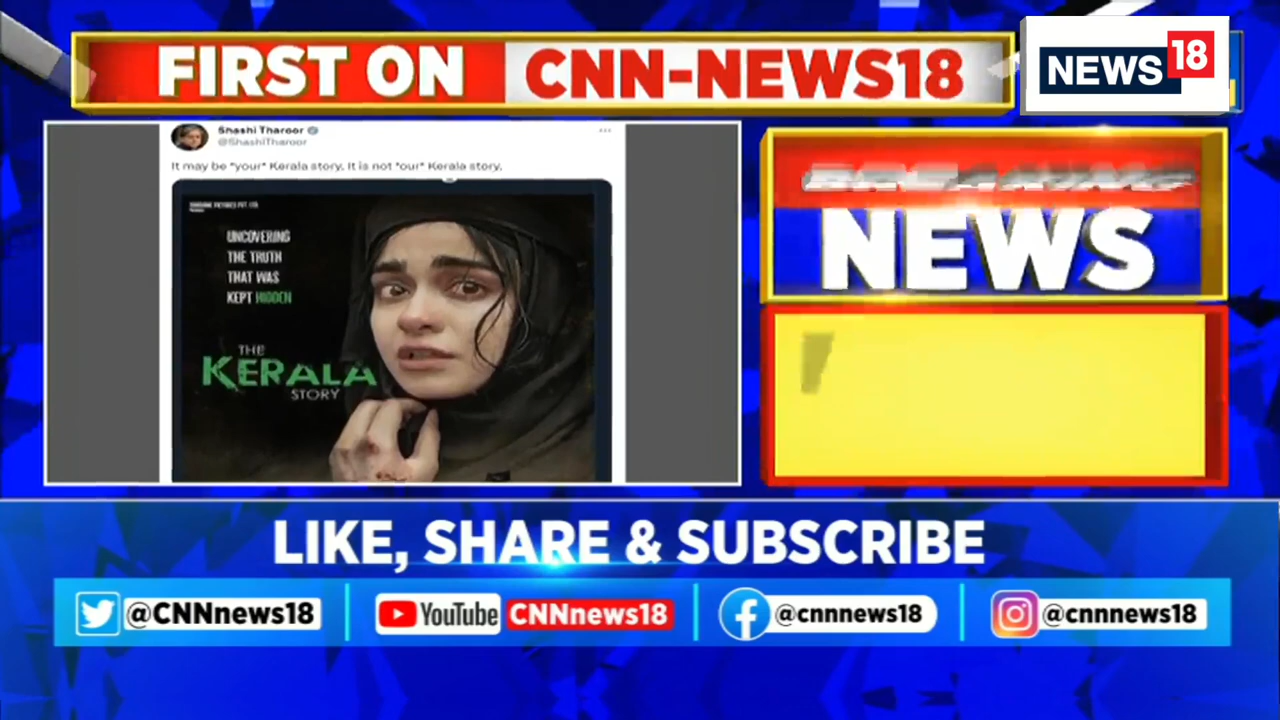 FIRST ON CNN-NEWS18
NEWS 18
Shashi Tharoor
@ShashiTharoor
It may be *your* Kerala story. It is not *our* Kerala story.
UNCOVERING
THE TRUTH
THAT WAS
KEPT HIDDEN
THE
KERALA
STORY
NEWS
LIKE, SHARE & SUBSCRIBE
@CNNnews18
YouTube CNNnews18
@cnnnews18
@cnnnews18